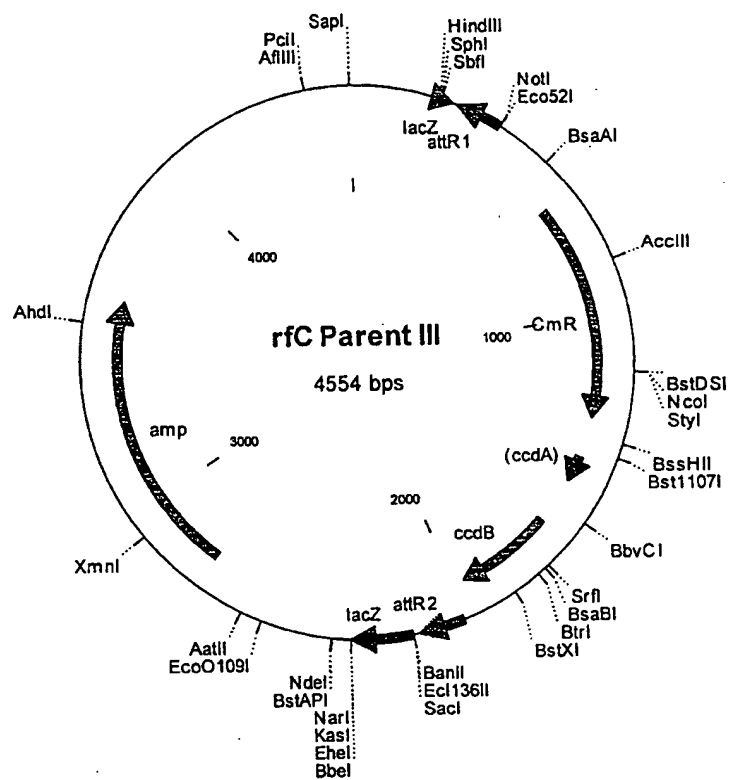 SapI
HindIII
SphI
SbfI
PciI
AflIII
NotI
Eco52I
lacZ
attR1
BsaAI
AccIII
4000
AhdI
rfC Parent III
1000
CmR
4554 bps
BstDSI
NcoI
StyI
amp
3000
(ccdA)
BssHII
Bst1107I
2000
ccdB
BbvCI
XmnI
SrfI
BsaBI
BtrI
BstXI
lacZ
attR2
AatII
EcoO109I
NdeI
BstAPI
BanII
Ecl136II
SacI
NarI
KasI
EheI
BbeI